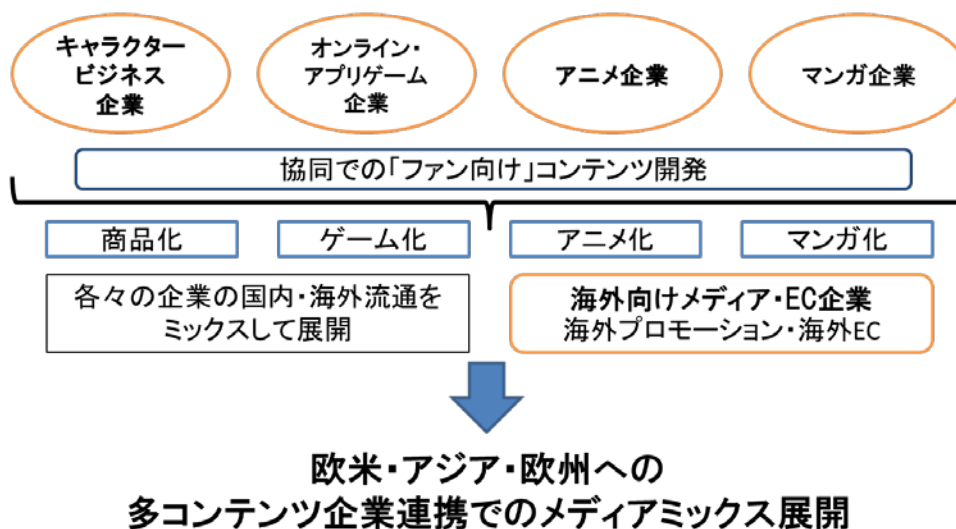 キャラクター
ビジネス
企業
オンライン・
アプリゲーム
企業
アニメ企業
マンガ企業
協同での「ファン向け」コンテンツ開発
商品化
ゲーム化
アニメ化
マンガ化
各々の企業の国内・海外流通を
ミックスして展開
海外向けメディア・EC企業
海外プロモーション・海外EC
欧米・アジア・欧州への
多コンテンツ企業連携でのメディアミックス展開